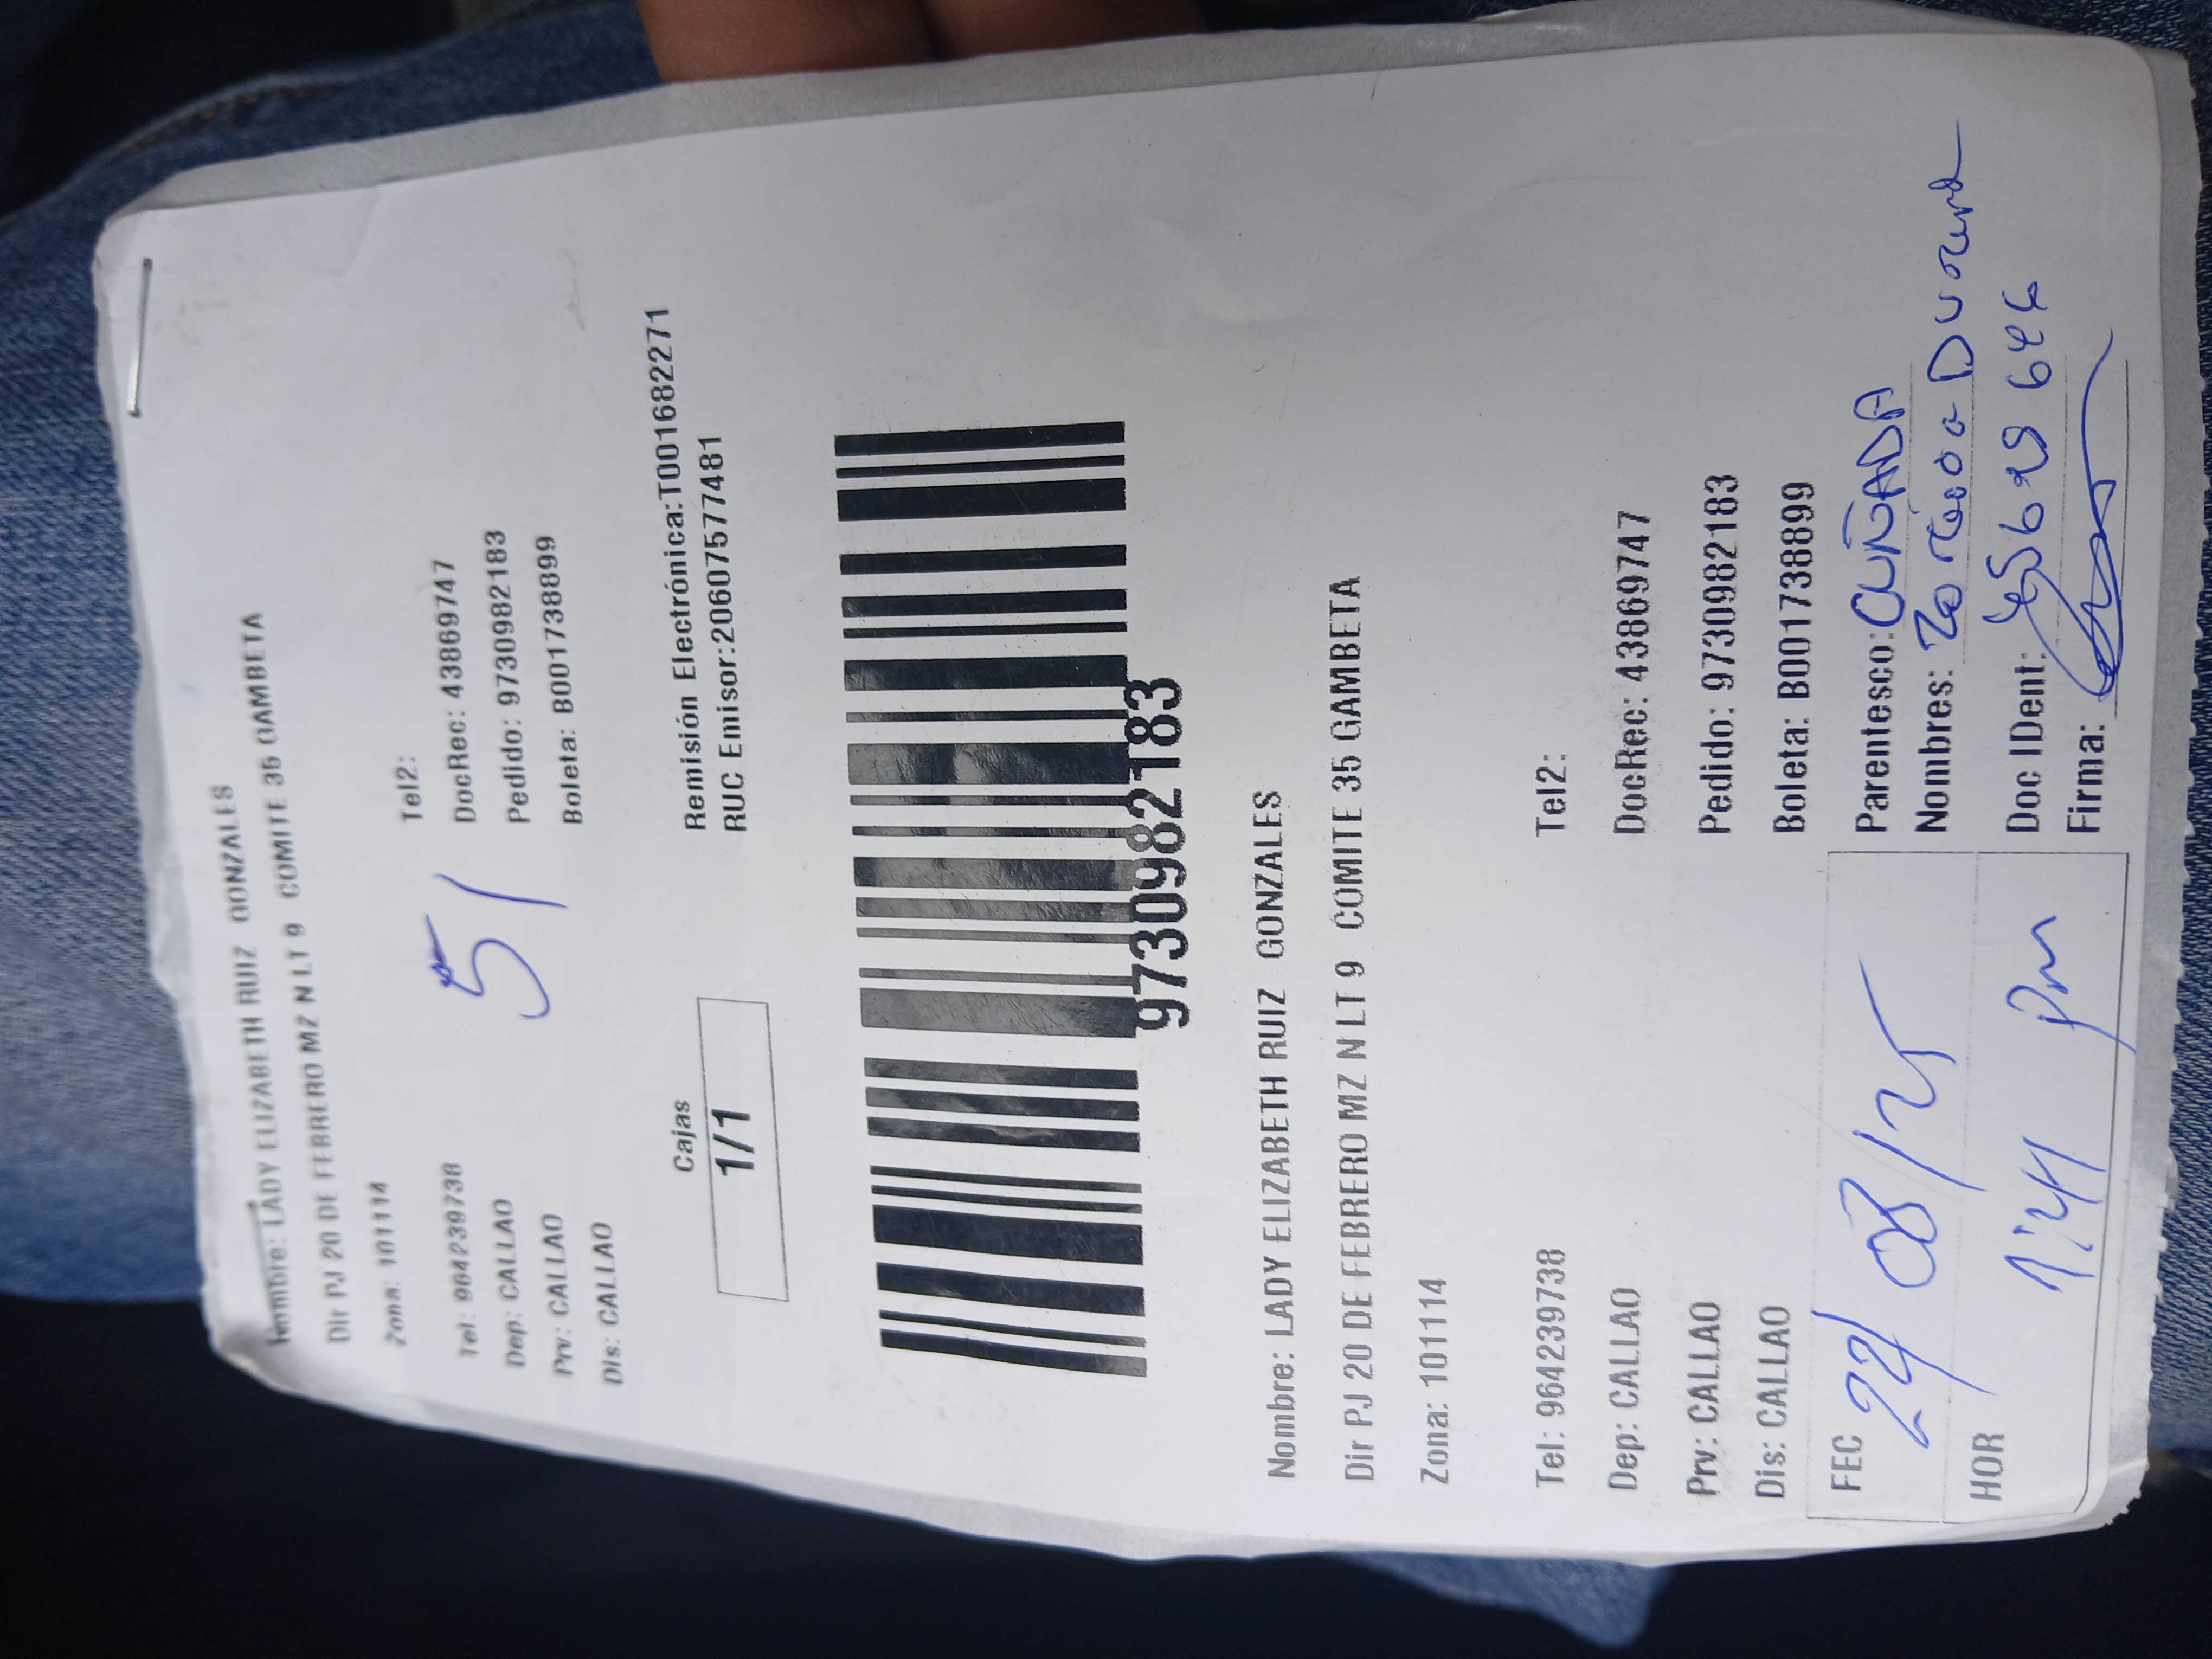 Nombre: LADY ELIZABETH RUIZ GONZALES
Dir PJ 20 DE FEBRERO MZ N LT 9 COMITE 35 GAMBETA
Zona: 101114
Tel: 964239738 Tel2:
Dep: CALLAO DocRec: 43869747
Prv: CALLAO Pedido: 9730982183
Dis: CALLAO Boleta: B001738899
51
Cajas
1/1
Remisión Electrónica:T001682271
RUC Emisor:20607577481
9730982183
Nombre: LADY ELIZABETH RUIZ GONZALES
Dir PJ 20 DE FEBRERO MZ N LT 9 COMITE 35 GAMBETA
Zona: 101114
Tel: 964239738 Tel2:
Dep: CALLAO DocRec: 43869747
Prv: CALLAO Pedido: 9730982183
Dis: CALLAO Boleta: B001738899
FEC 22/08/25 Parentesco: CUÑADA
Nombres: Durand
HOR pm Doc IDent:
Firma: